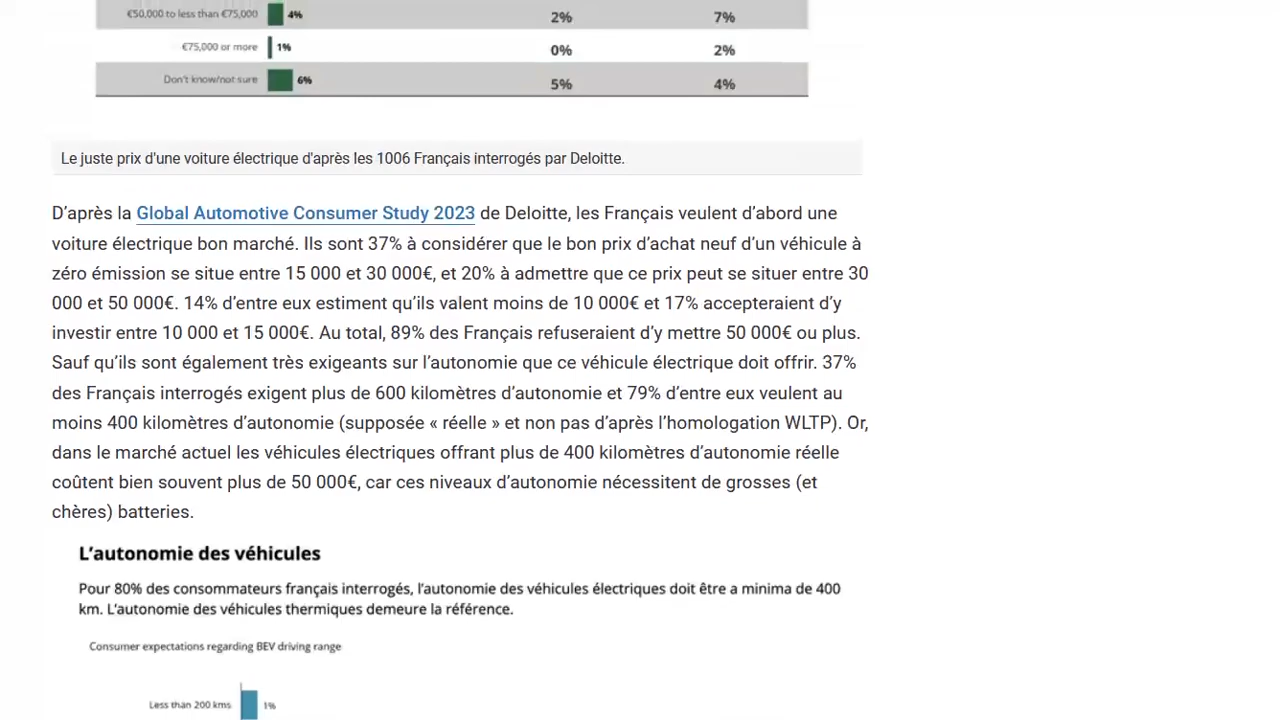 €50,000 to less than €75,000 4% 2% 7%
€75,000 or more 1% 0% 2%
Don't know/not sure 6% 5% 4%
Le juste prix d'une voiture électrique d'après les 1006 Français interrogés par Deloitte.
D’après la Global Automotive Consumer Study 2023 de Deloitte, les Français veulent d’abord une
voiture électrique bon marché. Ils sont 37% à considérer que le bon prix d’achat neuf d’un véhicule à
zéro émission se situe entre 15 000 et 30 000€, et 20% à admettre que ce prix peut se situer entre 30
000 et 50 000€. 14% d’entre eux estiment qu’ils valent moins de 10 000€ et 17% accepteraient d’y
investir entre 10 000 et 15 000€. Au total, 89% des Français refuseraient d’y mettre 50 000€ ou plus.
Sauf qu’ils sont également très exigeants sur l’autonomie que ce véhicule électrique doit offrir. 37%
des Français interrogés exigent plus de 600 kilomètres d’autonomie et 79% d’entre eux veulent au
moins 400 kilomètres d’autonomie (supposée « réelle » et non pas d’après l’homologation WLTP). Or,
dans le marché actuel les véhicules électriques offrant plus de 400 kilomètres d’autonomie réelle
coûtent bien souvent plus de 50 000€, car ces niveaux d’autonomie nécessitent de grosses (et
chères) batteries.
L’autonomie des véhicules
Pour 80% des consommateurs français interrogés, l’autonomie des véhicules électriques doit être a minima de 400
km. L’autonomie des véhicules thermiques demeure la référence.
Consumer expectations regarding BEV driving range
Less than 200 kms 1%